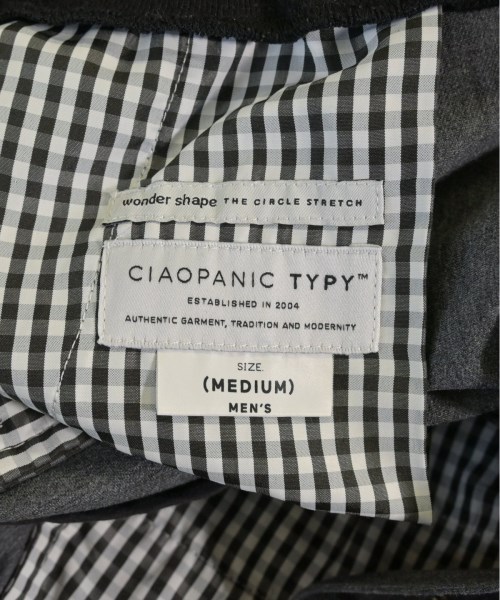 wonder shape THE CIRCLE STRETCH
CIAOPANIC TYPY™
ESTABLISHED IN 2004
AUTHENTIC GARMENT, TRADITION AND MODERNITY
SIZE.
(MEDIUM)
MEN'S